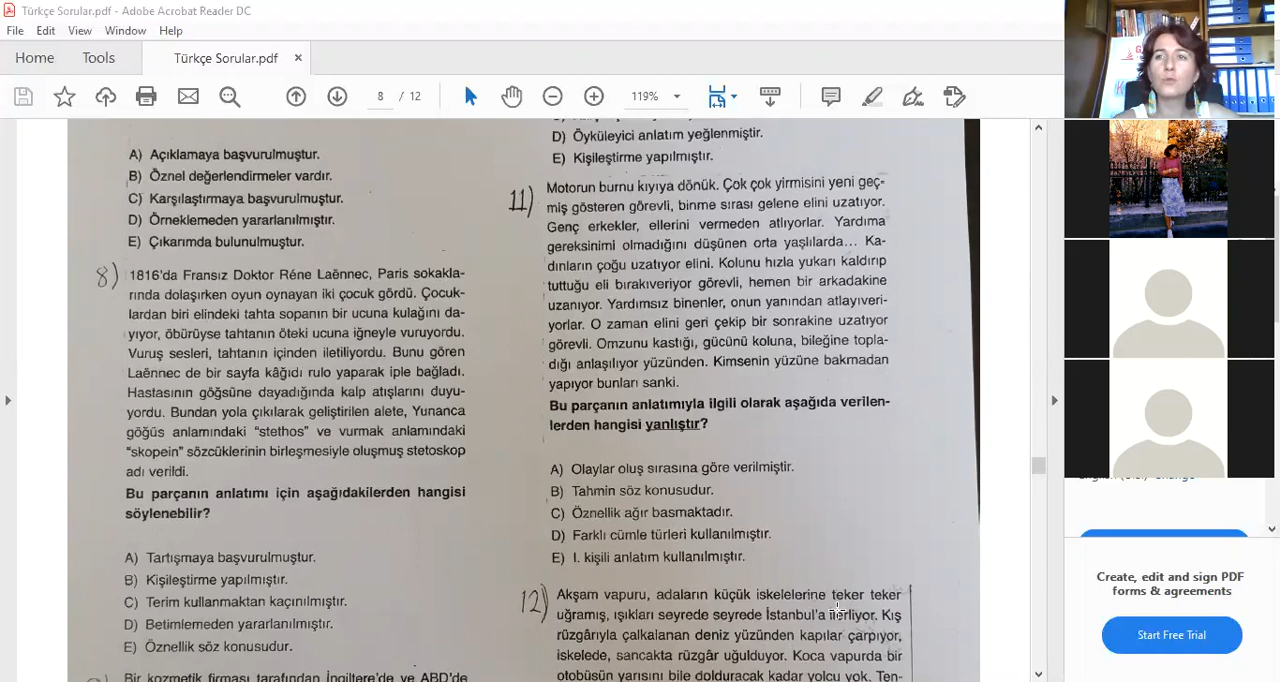 Türkçe Sorular.pdf - Adobe Acrobat Reader DC
File Edit View Window Help
Home Tools Türkçe Sorular.pdf ×
8 / 12 119%
A) Açıklamaya başvurulmuştur.
B) Öznel değerlendirmeler vardır.
C) Karşılaştırmaya başvurulmuştur.
D) Örneklemeden yararlanılmıştır.
E) Çıkarımda bulunulmuştur.
8) 1816'da Fransız Doktor Réne Laënnec, Paris sokakla-
rında dolaşırken oyun oynayan iki çocuk gördü. Çocuk-
lardan biri elindeki tahta sopanın bir ucuna kulağını da-
yıyor, öbürüyse tahtanın öteki ucuna iğneyle vuruyordu.
Vuruş sesleri, tahtanın içinden iletiliyordu. Bunu gören
Laënnec de bir sayfa kâğıdı rulo yaparak iple bağladı.
Hastasının göğsüne dayadığında kalp atışlarını duyu-
yordu. Bundan yola çıkılarak geliştirilen alete, Yunanca
göğüs anlamındaki "stethos" ve vurmak anlamındaki
"skopein" sözcüklerinin birleşmesiyle oluşmuş stetoskop
adı verildi.
Bu parçanın anlatımı için aşağıdakilerden hangisi
söylenebilir?
A) Tartışmaya başvurulmuştur.
B) Kişileştirme yapılmıştır.
C) Terim kullanmaktan kaçınılmıştır.
D) Betimlemeden yararlanılmıştır.
E) Öznellik söz konusudur.
Bir kozmetik firması tarafından İngiltere'de ve ABD'de
D) Öyküleyici anlatım yeğlenmiştir.
E) Kişileştirme yapılmıştır.
11) Motorun burnu kıyıya dönük. Çok çok yirmisini yeni geç-
miş gösteren görevli, binme sırası gelene elini uzatıyor.
Genç erkekler, ellerini vermeden atlıyorlar. Yardıma
gereksinimi olmadığını düşünen orta yaşlılarda... Ka-
dınların çoğu uzatıyor elini. Kolunu hızla yukarı kaldırıp
tuttuğu eli bırakıveriyor görevli, hemen bir arkadakine
uzanıyor. Yardımsız binenler, onun yanından atlayıveri-
yorlar. O zaman elini geri çekip bir sonrakine uzatıyor
görevli. Omzunu kastığı, gücünü koluna, bileğine topla-
dığı anlaşılıyor yüzünden. Kimsenin yüzüne bakmadan
yapıyor bunları sanki.
Bu parçanın anlatımıyla ilgili olarak aşağıda verilen-
lerden hangisi yanlıştır?
A) Olaylar oluş sırasına göre verilmiştir.
B) Tahmin söz konusudur.
C) Öznellik ağır basmaktadır.
D) Farklı cümle türleri kullanılmıştır.
E) I. kişili anlatım kullanılmıştır.
12) Akşam vapuru, adaların küçük iskelelerine teker teker
uğramış, ışıkları seyrede seyrede İstanbul'a ilerliyor. Kış
rüzgârıyla çalkalanan deniz yüzünden kapılar çarpıyor,
iskelede, sancakta rüzgâr uğulduyor. Koca vapurda bir
otobüsün yarısını bile dolduracak kadar yolcu yok. Ten-
Create, edit and sign PDF
forms & agreements
Start Free Trial